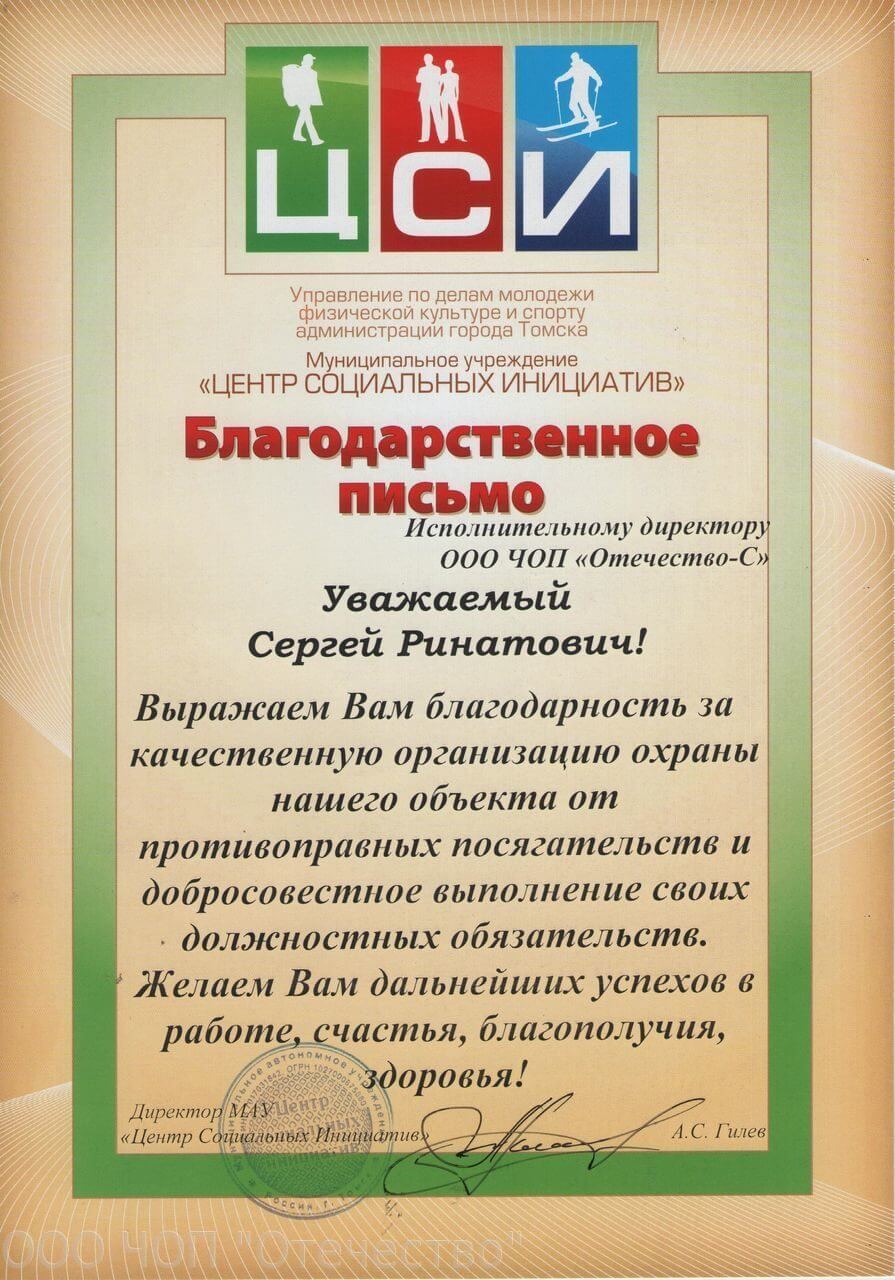 ЦСИ
Управление по делам молодежи
физической культуре и спорту
администрации города Томска
Муниципальное учреждение
«ЦЕНТР СОЦИАЛЬНЫХ ИНИЦИАТИВ»
Благодарственное
письмо
Исполнительному директору
ООО ЧОП «Отечество-С»
Уважаемый
Сергей Ринатович!
Выражаем Вам благодарность за
качественную организацию охраны
нашего объекта от
противоправных посягательств и
добросовестное выполнение своих
должностных обязательств.
Желаем Вам дальнейших успехов в
работе, счастья, благополучия,
здоровья!
Директор МАУ
«Центр Социальных Инициатив»
А.С. Гилев
Центр
социальных
инициатив
ООО ЧОП "Отечество"